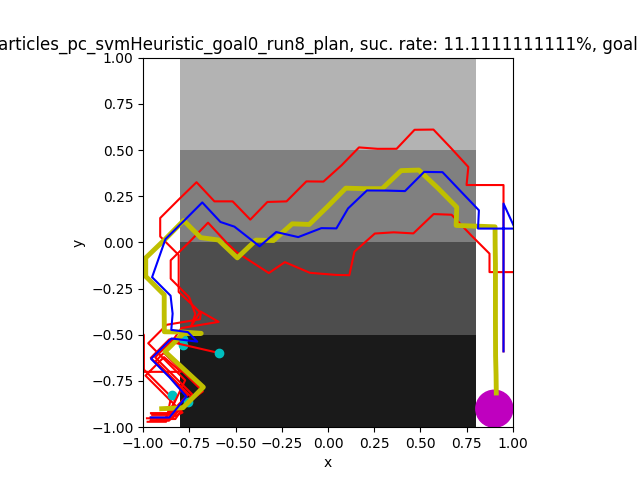 articles_pc_svmHeuristic_goal0_run8_plan, suc. rate: 11.1111111111%, goal
1.00
0.75
0.50
0.25
0.00
−0.25
−0.50
−0.75
−1.00
y
−1.00 −0.75 −0.50 −0.25 0.00 0.25 0.50 0.75 1.00
x